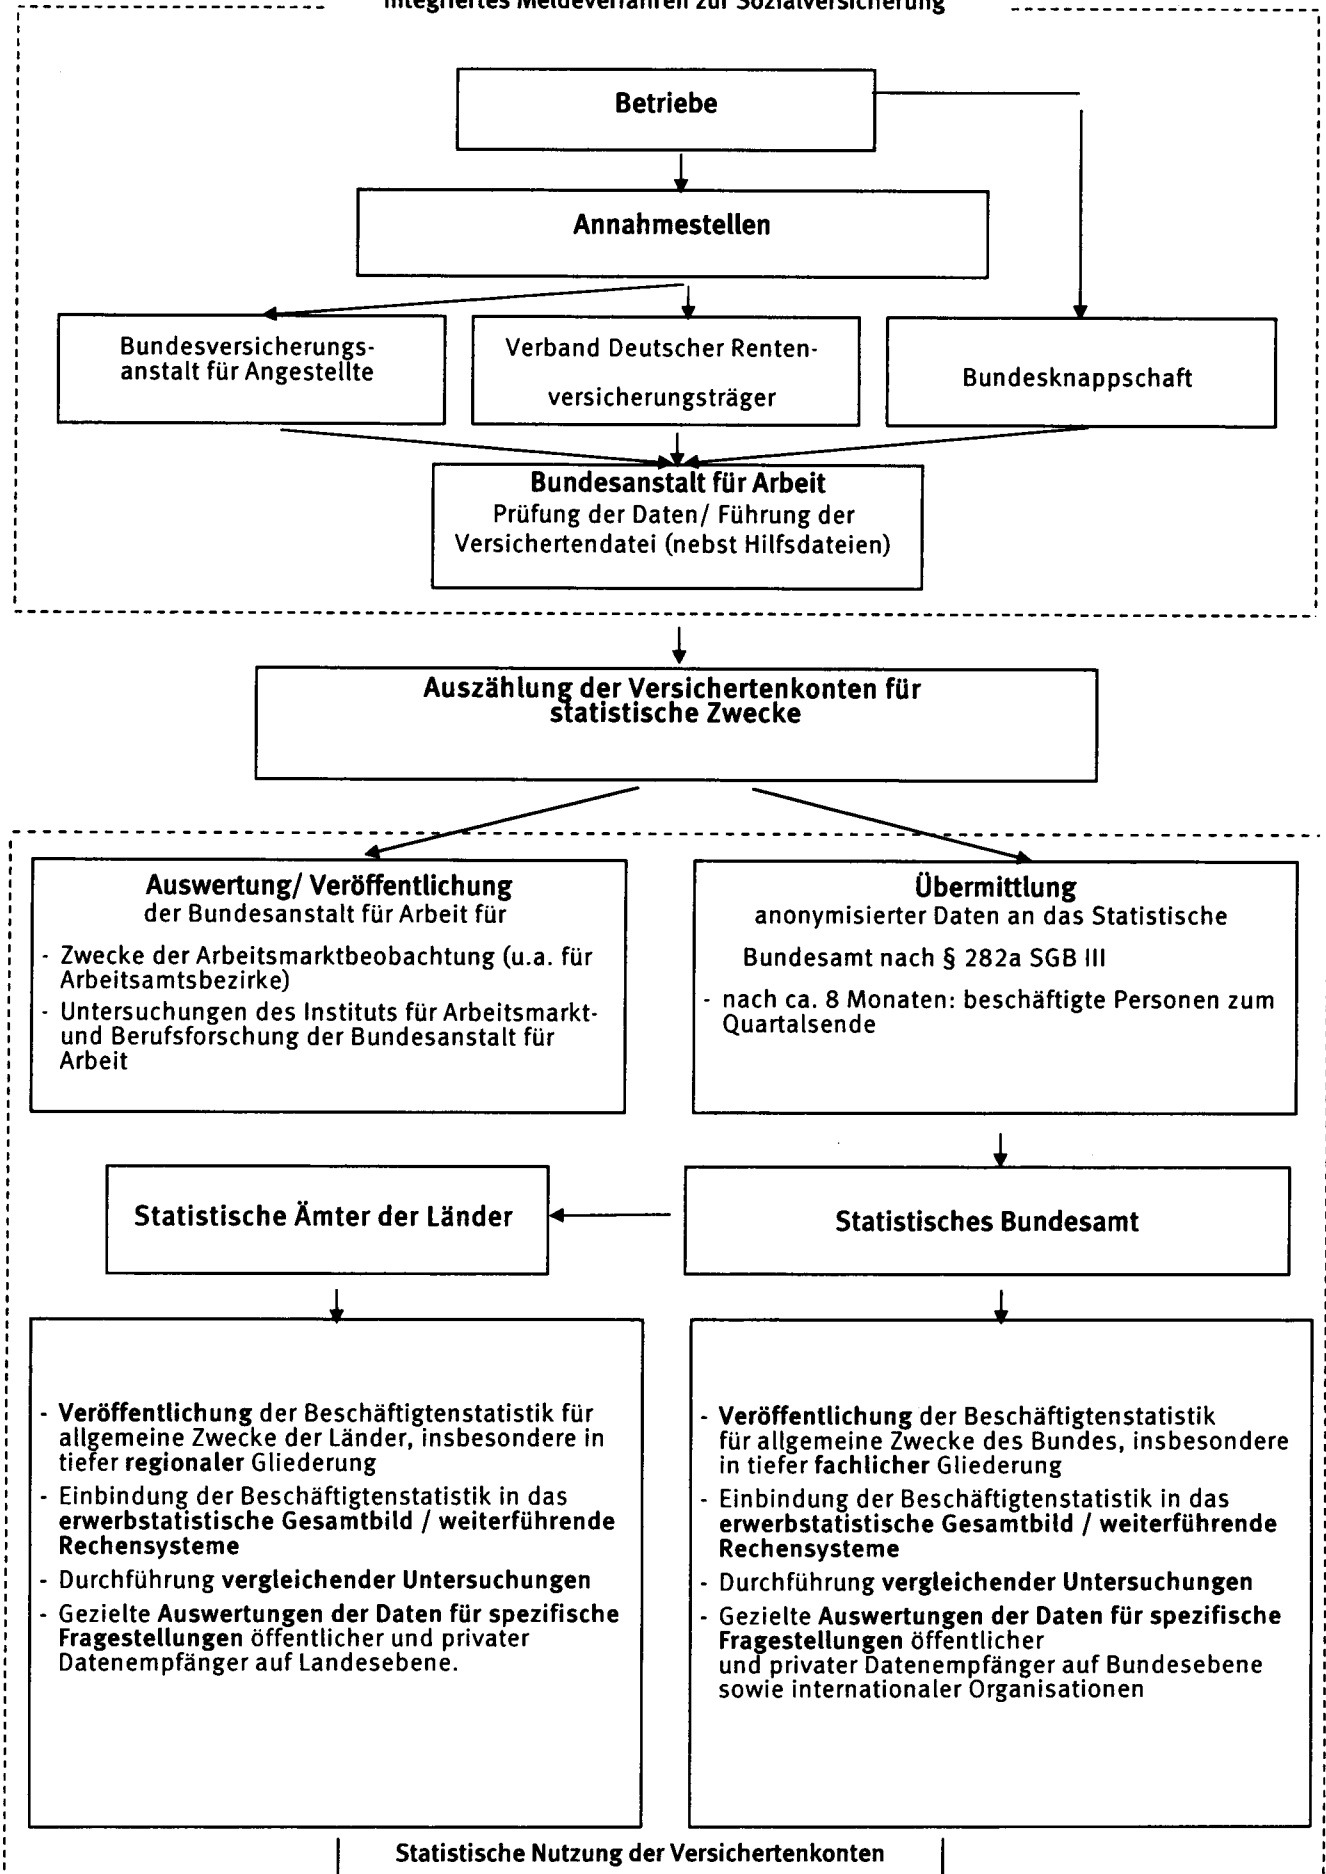 Integriertes Meldeverfahren zur Sozialversicherung
Betriebe
Annahmestellen
Bundesversicherungs-
anstalt für Angestellte
Verband Deutscher Renten-
versicherungsträger
Bundesknappschaft
Bundesanstalt für Arbeit
Prüfung der Daten/ Führung der
Versichertendatei (nebst Hilfsdateien)
Auszählung der Versichertenkonten für
statistische Zwecke
Auswertung/ Veröffentlichung
der Bundesanstalt für Arbeit für
- Zwecke der Arbeitsmarktbeobachtung (u.a. für
Arbeitsamtsbezirke)
- Untersuchungen des Instituts für Arbeitsmarkt-
und Berufsforschung der Bundesanstalt für
Arbeit
Übermittlung
anonymisierter Daten an das Statistische
Bundesamt nach § 282a SGB III
- nach ca. 8 Monaten: beschäftigte Personen zum
Quartalsende
Statistische Ämter der Länder
Statistisches Bundesamt
- Veröffentlichung der Beschäftigtenstatistik für
allgemeine Zwecke der Länder, insbesondere in
tiefer regionaler Gliederung
- Einbindung der Beschäftigtenstatistik in das
erwerbstatistische Gesamtbild / weiterführende
Rechensysteme
- Durchführung vergleichender Untersuchungen
- Gezielte Auswertungen der Daten für spezifische
Fragestellungen öffentlicher und privater
Datenempfänger auf Landesebene.
- Veröffentlichung der Beschäftigtenstatistik
für allgemeine Zwecke des Bundes, insbesondere
in tiefer fachlicher Gliederung
- Einbindung der Beschäftigtenstatistik in das
erwerbstatistische Gesamtbild / weiterführende
Rechensysteme
- Durchführung vergleichender Untersuchungen
- Gezielte Auswertungen der Daten für spezifische
Fragestellungen öffentlicher
und privater Datenempfänger auf Bundesebene
sowie internationaler Organisationen
Statistische Nutzung der Versichertenkonten